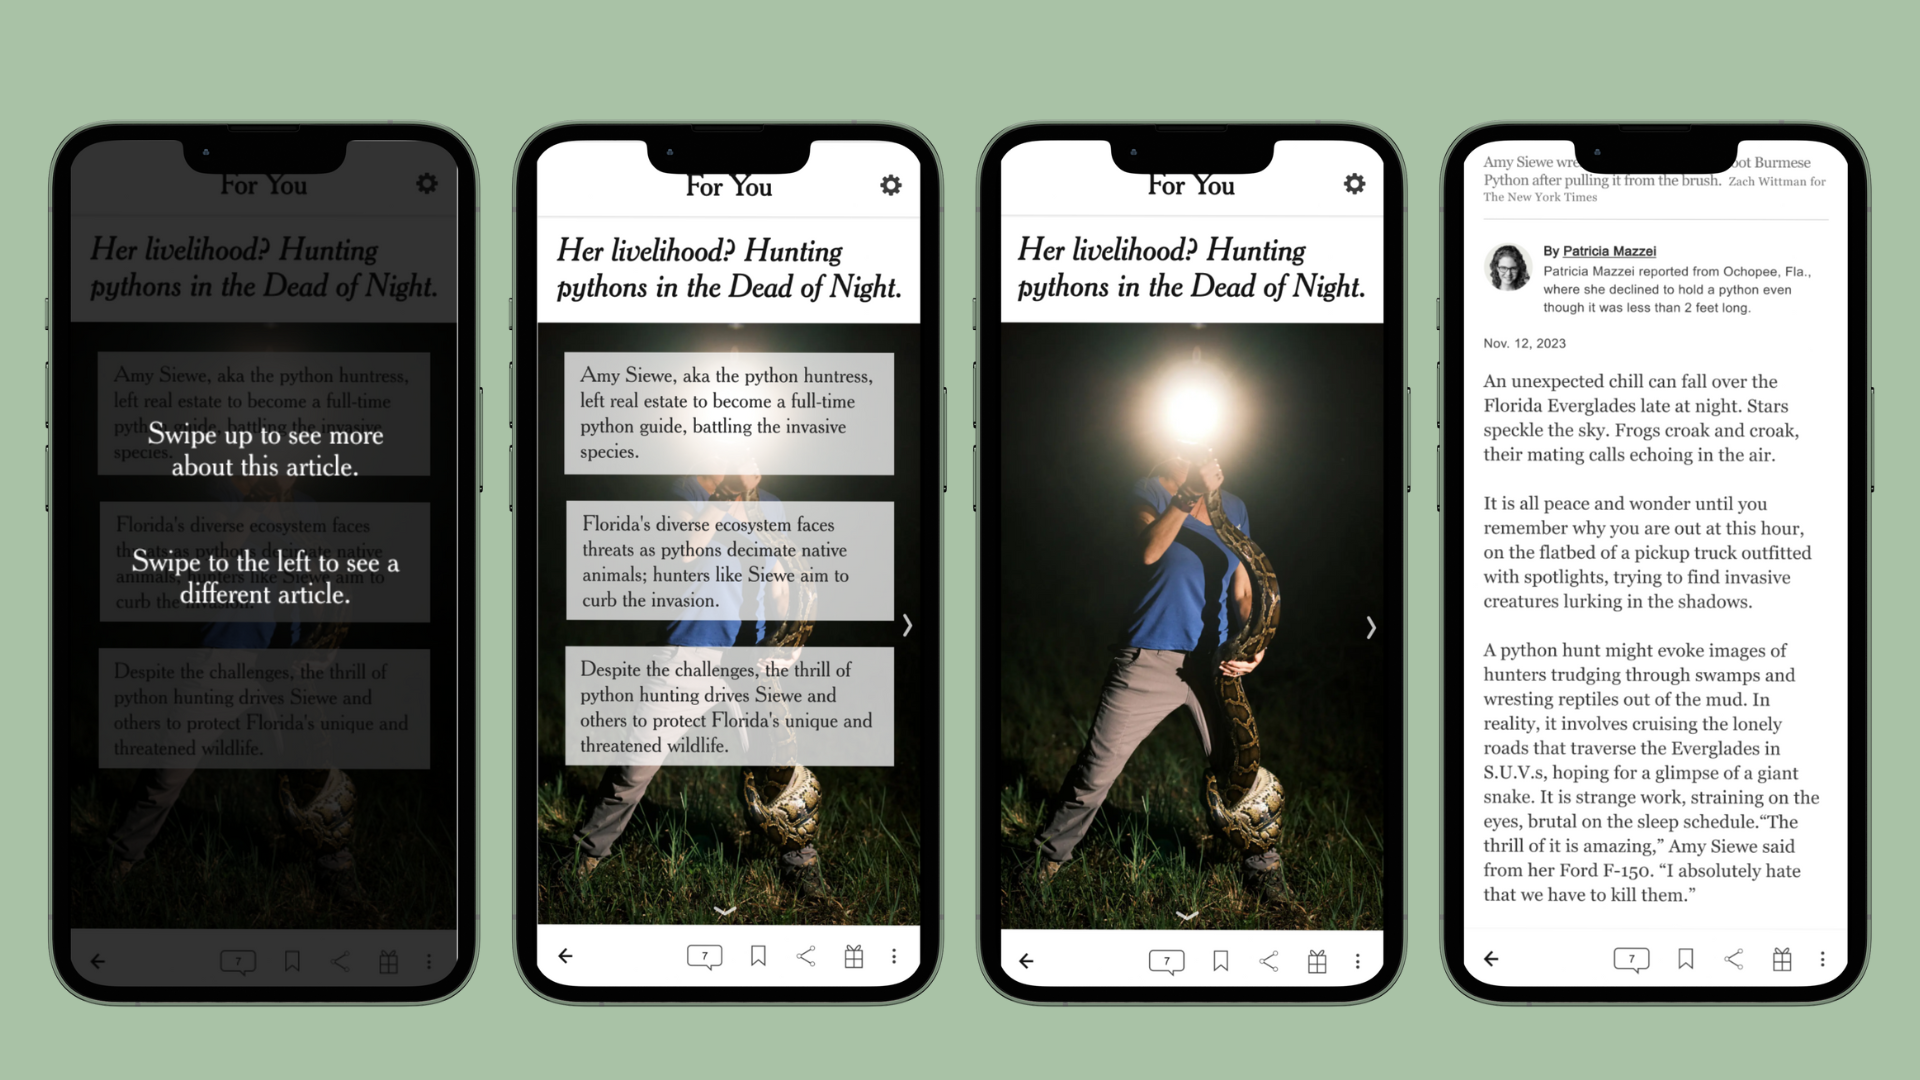 For You
Her livelihood? Hunting
pythons in the Dead of Night.
Amy Siewe, aka the python huntress,
left real estate to become a full-time
python guide, battling the invasive
species.
Swipe up to see more
about this article.
Florida's diverse ecosystem faces
threats as pythons decimate native
animals; hunters like Siewe aim to
curb the invasion.
Swipe to the left to see a
different article.
Despite the challenges, the thrill of
python hunting drives Siewe and
others to protect Florida's unique and
threatened wildlife.
7
For You
Her livelihood? Hunting
pythons in the Dead of Night.
Amy Siewe, aka the python huntress,
left real estate to become a full-time
python guide, battling the invasive
species.
Florida's diverse ecosystem faces
threats as pythons decimate native
animals; hunters like Siewe aim to
curb the invasion.
Despite the challenges, the thrill of
python hunting drives Siewe and
others to protect Florida's unique and
threatened wildlife.
7
For You
Her livelihood? Hunting
pythons in the Dead of Night.
7
Amy Siewe Burmese
Python after pulling it from the brush. Zach Wittman for
The New York Times
By Patricia Mazzei
Patricia Mazzei reported from Ochopee, Fla.,
where she declined to hold a python even
though it was less than 2 feet long.
Nov. 12, 2023
An unexpected chill can fall over the
Florida Everglades late at night. Stars
speckle the sky. Frogs croak and croak,
their mating calls echoing in the air.
It is all peace and wonder until you
remember why you are out at this hour,
on the flatbed of a pickup truck outfitted
with spotlights, trying to find invasive
creatures lurking in the shadows.
A python hunt might evoke images of
hunters trudging through swamps and
wresting reptiles out of the mud. In
reality, it involves cruising the lonely
roads that traverse the Everglades in
S.U.V.s, hoping for a glimpse of a giant
snake. It is strange work, straining on the
eyes, brutal on the sleep schedule.“The
thrill of it is amazing,” Amy Siewe said
from her Ford F-150. “I absolutely hate
that we have to kill them.”
7